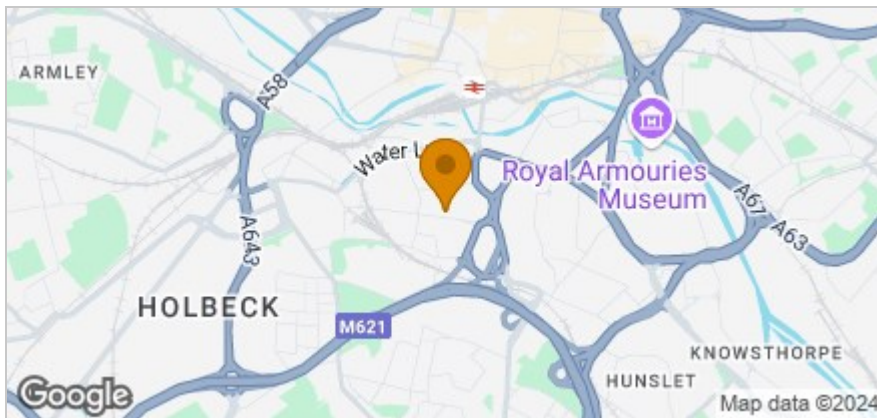 ARMLEY
A58
Water L
Royal Armouries
Museum
A67
A63
A643
HOLBECK
M621
KNOWSTHORPE
HUNSLET
Google
Map data ©2024